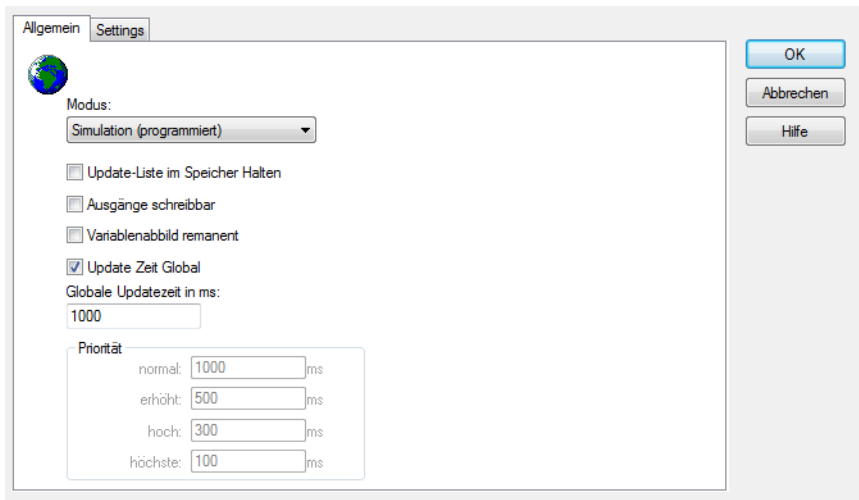 Allgemein Settings
OK
Abbrechen
Hilfe
Modus:
Simulation (programmiert)
Update-Liste im Speicher Halten
Ausgänge schreibbar
Variablenabbild remanent
Update Zeit Global
Globale Updatezeit in ms:
1000
Priorität
normal: 1000 ms
erhöht: 500 ms
hoch: 300 ms
höchste: 100 ms